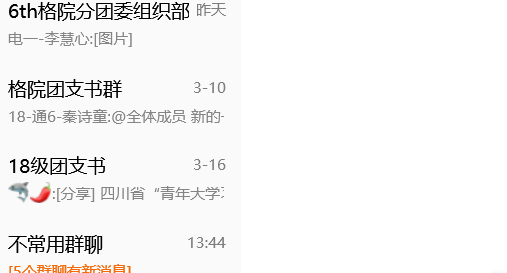 6th格院分团委组织部 昨天
电一-李慧心:[图片]
格院团支书群 3-10
18-通6-秦诗童:@全体成员 新的一
18级团支书 3-16
:[分享] 四川省“青年大学习
不常用群聊 13:44
[5个群聊有新消息]